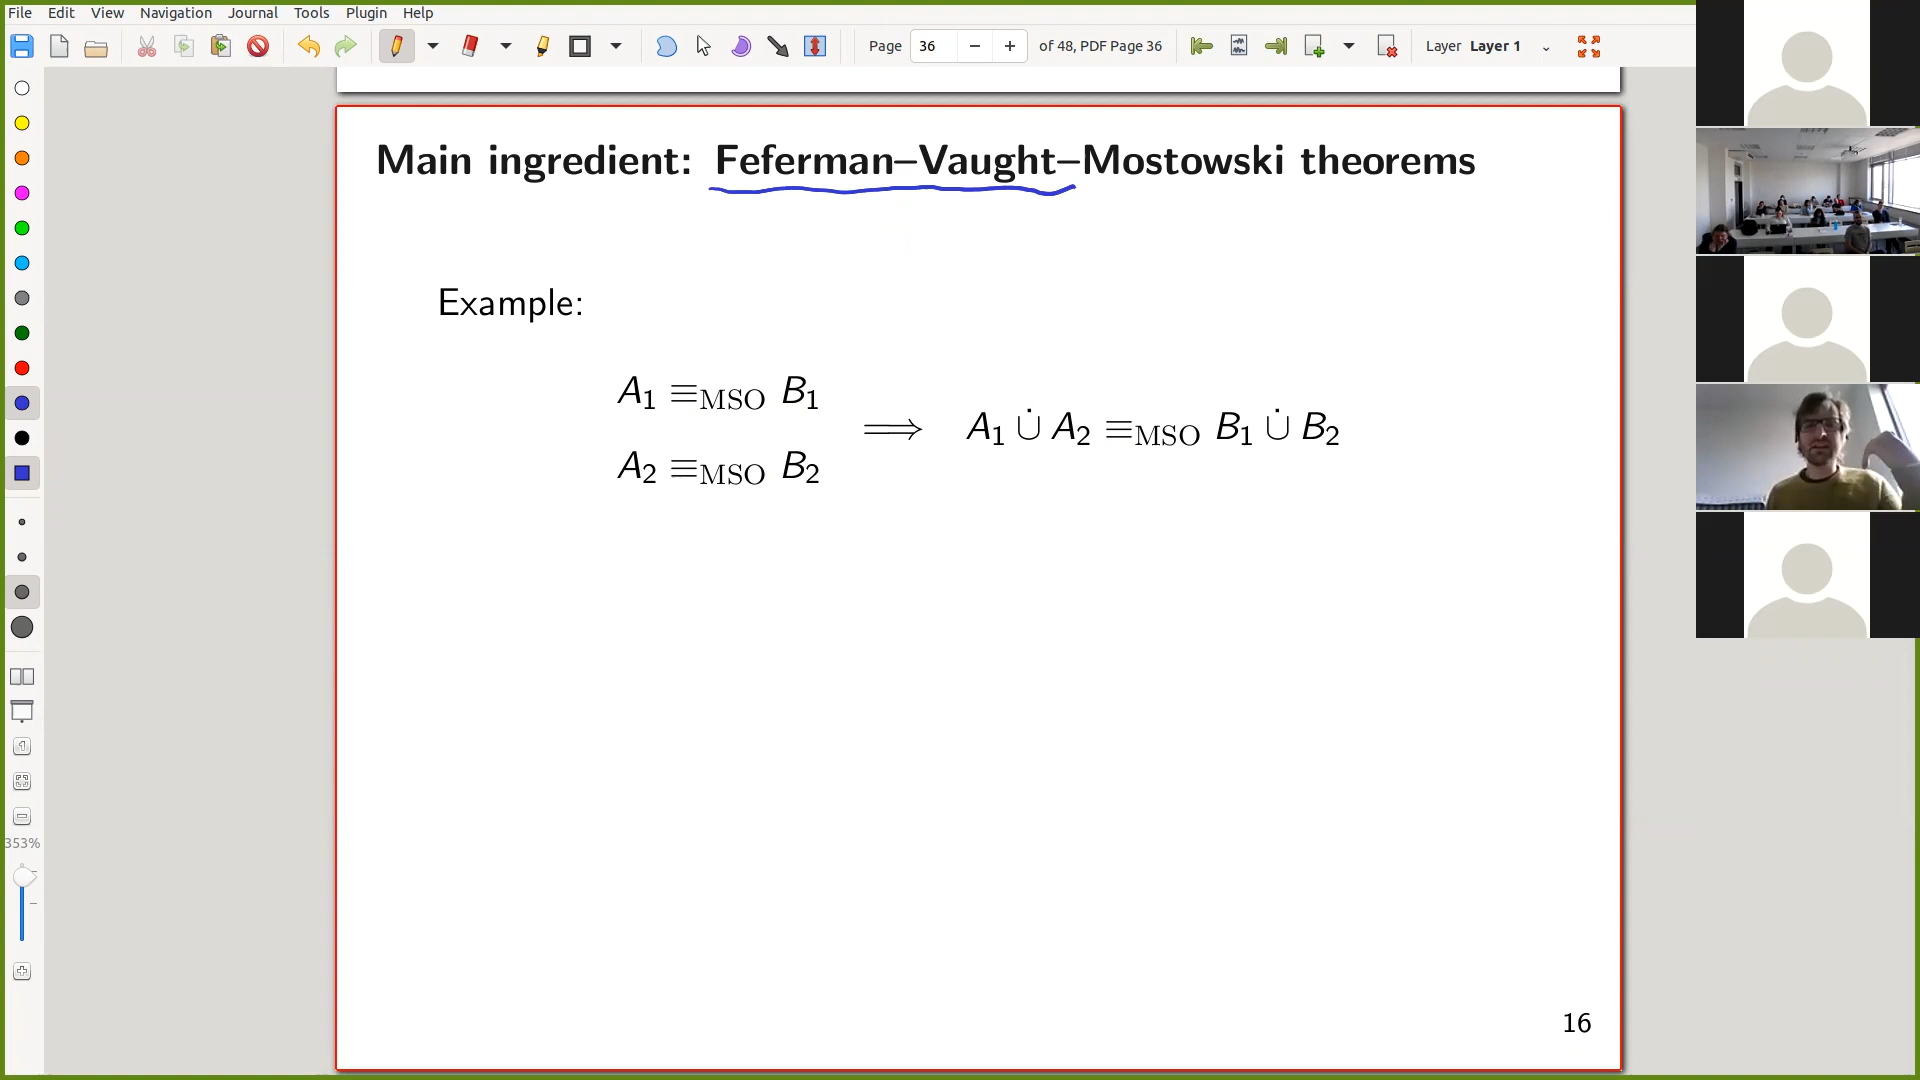 File Edit View Navigation Journal Tools Plugin Help
Page 36 − + of 48, PDF Page 36 Layer Layer 1
353%
Main ingredient: Feferman–Vaught–Mostowski theorems
Example:
A₁ ≡MSO B₁
A₂ ≡MSO B₂
⟹ A₁ ∪̇ A₂ ≡MSO B₁ ∪̇ B₂
16